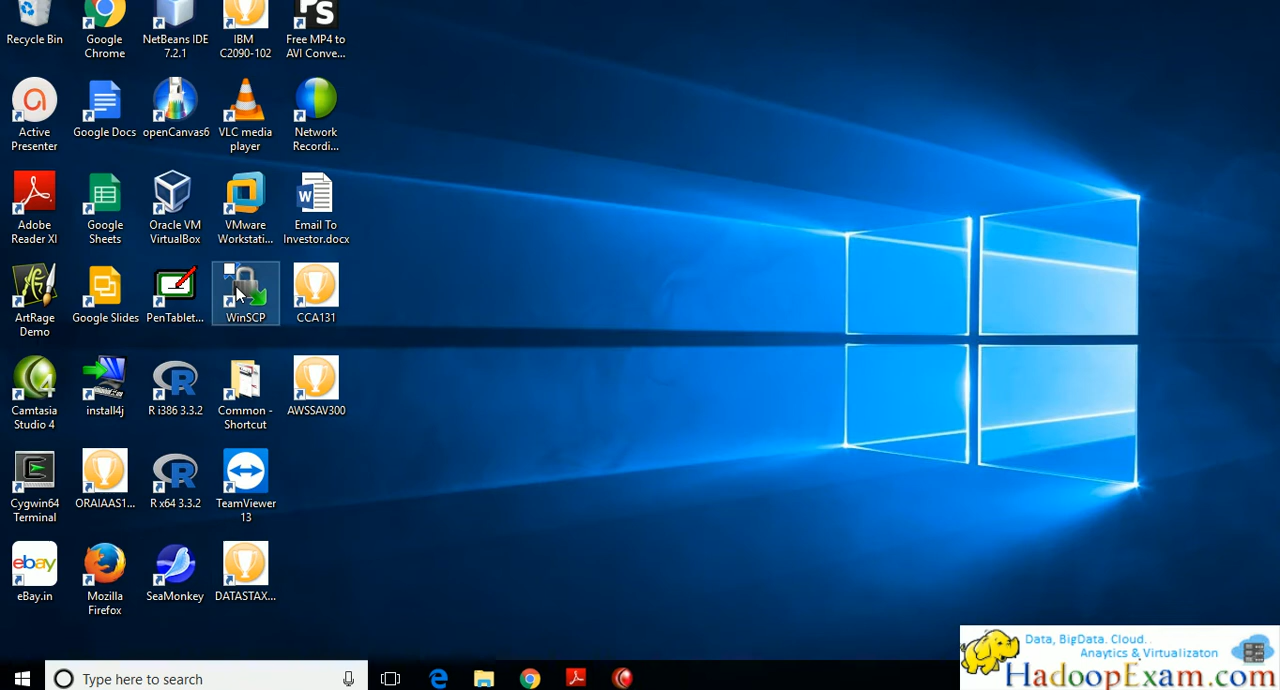 Recycle Bin
Google
Chrome
NetBeans IDE
7.2.1
IBM
C2090-102
PS
Free MP4 to
AVI Conve...
Active
Presenter
Google Docs
openCanvas6
VLC media
player
Network
Recordi...
Adobe
Reader XI
Google
Sheets
Oracle VM
VirtualBox
VMware
Workstati...
W
Email To
Investor.docx
ArtRage
Demo
Google Slides
PenTablet...
WinSCP
CCA131
4
Camtasia
Studio 4
install4j
R
R i386 3.3.2
Common -
Shortcut
AWSSAV300
Cygwin64
Terminal
ORAIAAS1...
R
R x64 3.3.2
TeamViewer
13
ebay
eBay.in
Mozilla
Firefox
SeaMonkey
DATASTAX...
Type here to search
Data, BigData. Cloud..
Anaytics & Virtualizaton
HadoopExam.com